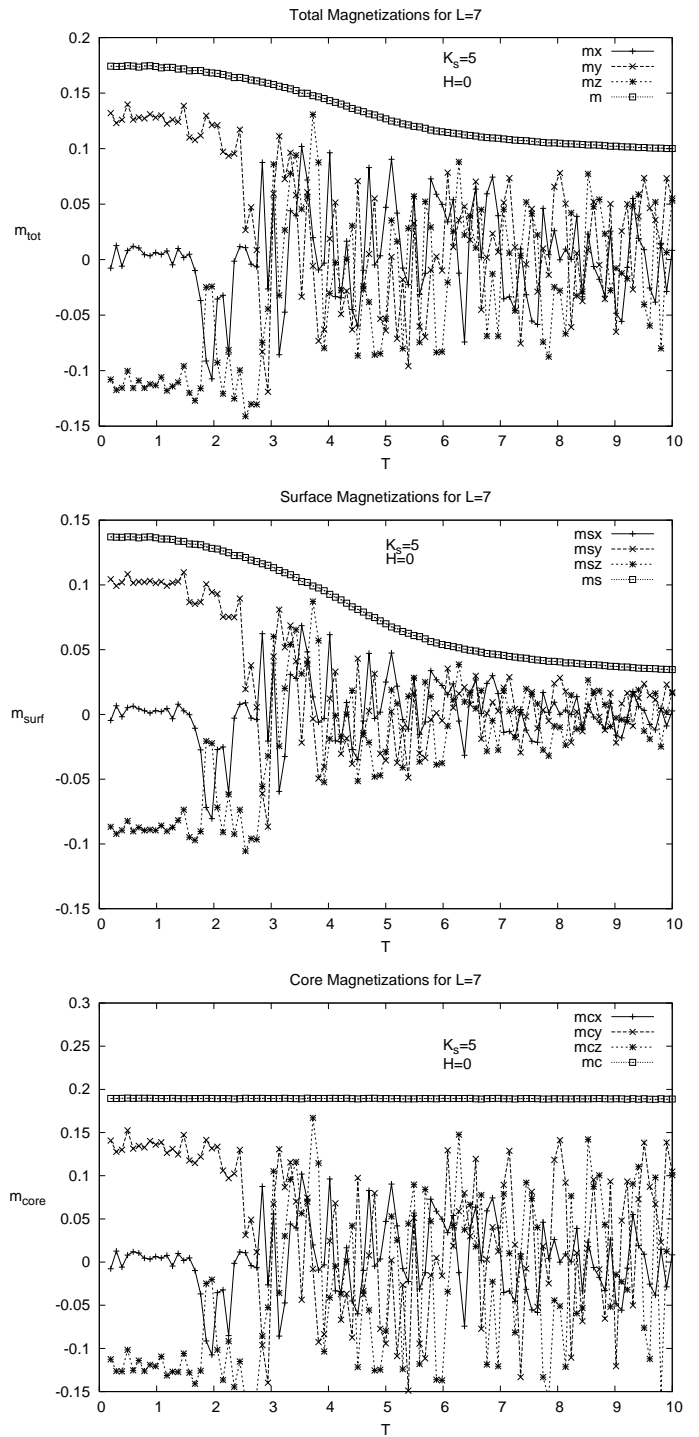 Total Magnetizations for L=7
0.2
0.15
0.1
0.05
0
-0.05
-0.1
-0.15
m_tot
K_s=5
H=0
mx
my
mz
m
0 1 2 3 4 5 6 7 8 9 10
T
Surface Magnetizations for L=7
0.15
0.1
0.05
0
-0.05
-0.1
-0.15
m_surf
K_s=5
H=0
msx
msy
msz
ms
0 1 2 3 4 5 6 7 8 9 10
T
Core Magnetizations for L=7
0.3
0.25
0.2
0.15
0.1
0.05
0
-0.05
-0.1
-0.15
m_core
K_s=5
H=0
mcx
mcy
mcz
mc
0 1 2 3 4 5 6 7 8 9 10
T